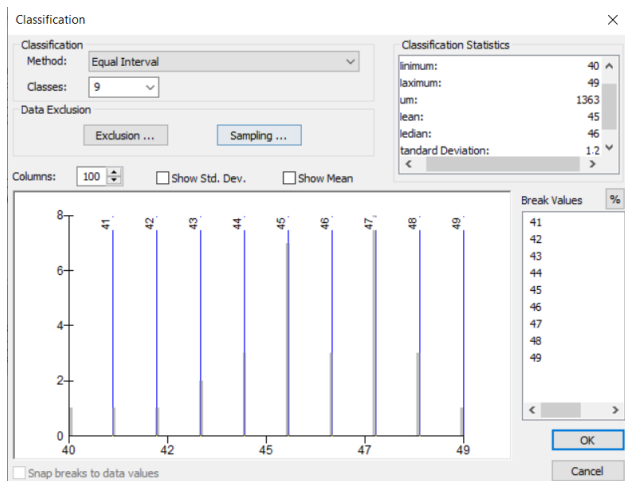 Classification
Classification
Method: Equal Interval
Classes: 9
Data Exclusion
Exclusion ... Sampling ...
Classification Statistics
linimum: 40
laximum: 49
um: 1363
lean: 45
ledian: 46
tandard Deviation: 1.2
Columns: 100 Show Std. Dev. Show Mean
Break Values %
8 41 42 43 44 45 46 47 48 49
6
4
2
0
40 42 45 47 49
41
42
43
44
45
46
47
48
49
OK
Snap breaks to data values
Cancel